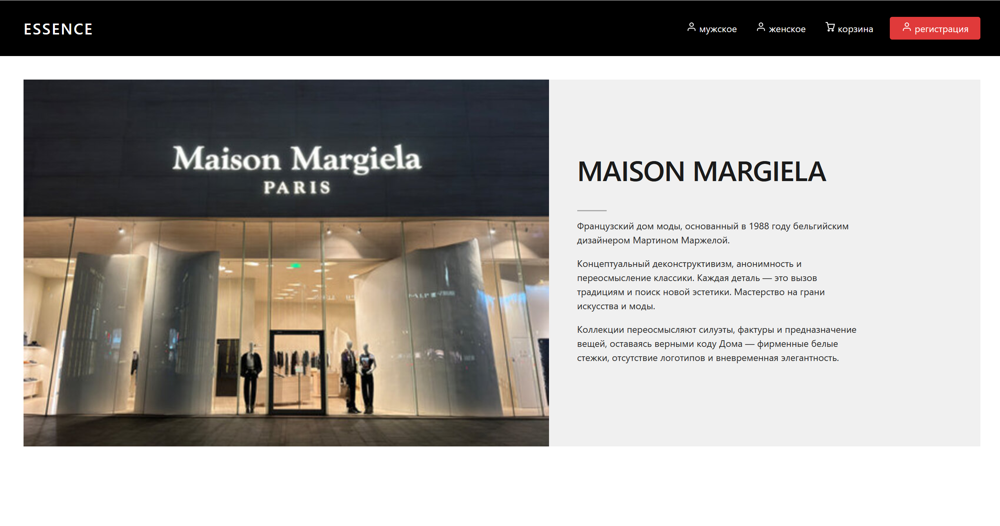 ESSENCE
мужское
женское
корзина
регистрация
Maison Margiela
PARIS
MAISON MARGIELA
Французский дом моды, основанный в 1988 году бельгийским
дизайнером Мартином Маржелой.
Концептуальный деконструктивизм, анонимность и
переосмысление классики. Каждая деталь — это вызов
традициям и поиск новой эстетики. Мастерство на грани
искусства и моды.
Коллекции переосмысляют силуэты, фактуры и предназначение
вещей, оставаясь верными коду Дома — фирменные белые
стежки, отсутствие логотипов и вневременная элегантность.